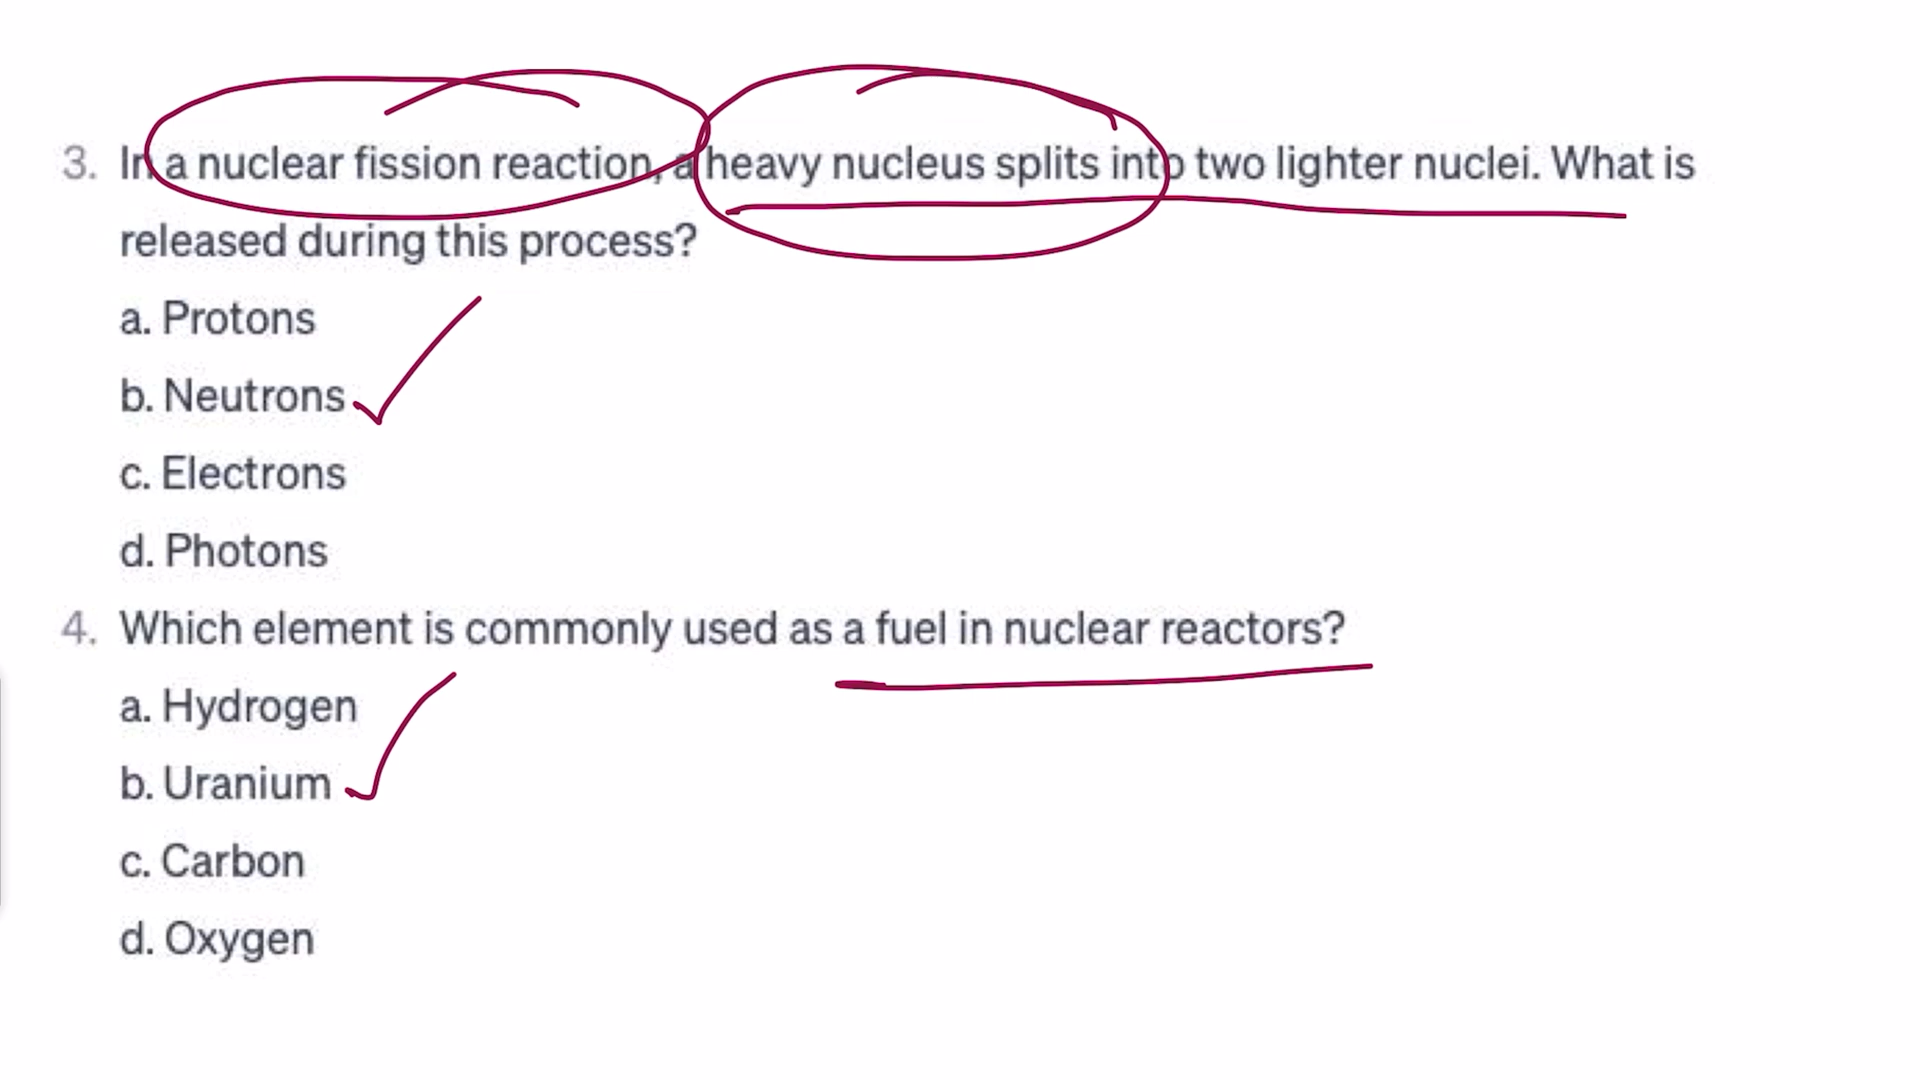 3. In a nuclear fission reaction, a heavy nucleus splits into two lighter nuclei. What is
released during this process?
a. Protons
b. Neutrons
c. Electrons
d. Photons
4. Which element is commonly used as a fuel in nuclear reactors?
a. Hydrogen
b. Uranium
c. Carbon
d. Oxygen